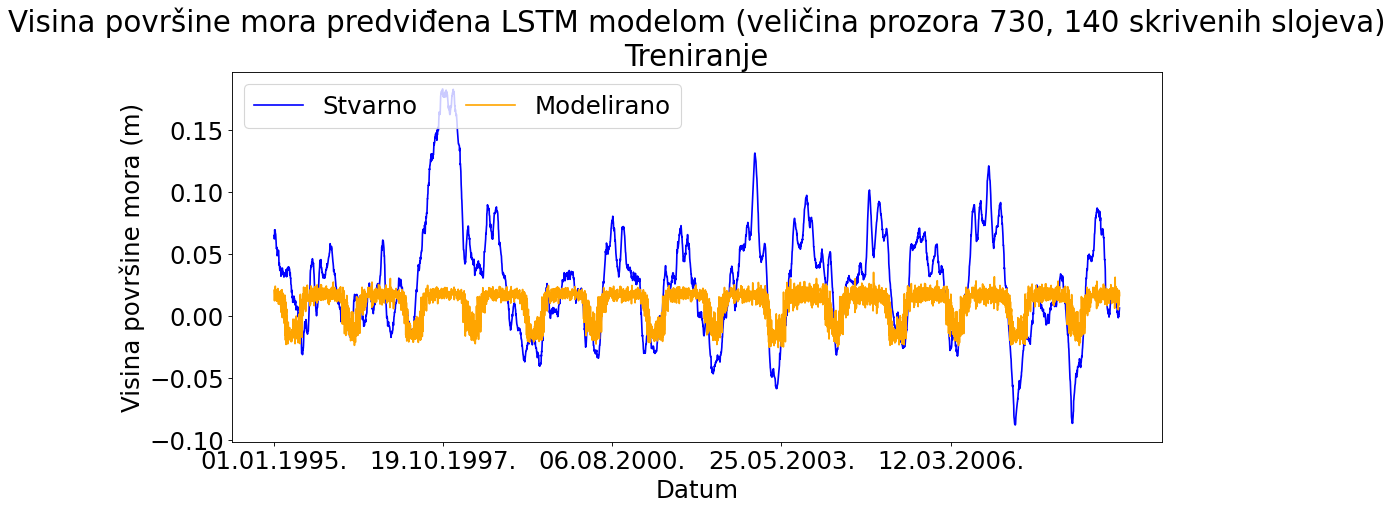 Visina površine mora predviđena LSTM modelom (veličina prozora 730, 140 skrivenih slojeva)
Treniranje
Stvarno Modelirano
Visina površine mora (m)
0.15
0.10
0.05
0.00
−0.05
−0.10
01.01.1995. 19.10.1997. 06.08.2000. 25.05.2003. 12.03.2006.
Datum